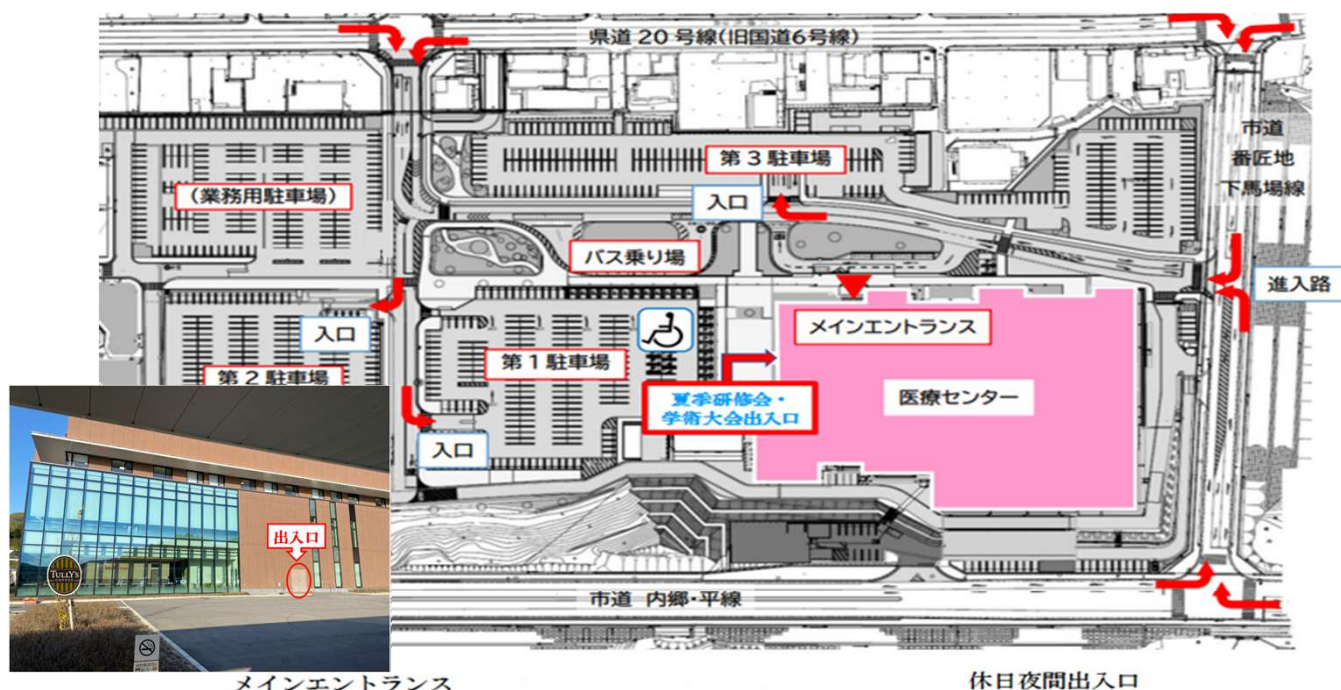 県道20号線(旧国道6号線)
市道
番匠地
下馬場線
第3駐車場
(業務用駐車場)
入口
バス乗り場
進入路
入口
メインエントランス
第1駐車場
第2駐車場
夏季研修会・
学術大会出入口
医療センター
入口
出入口
TULLY'S
COFFEE
市道 内郷・平線
メインエントランス
休日夜間出入口